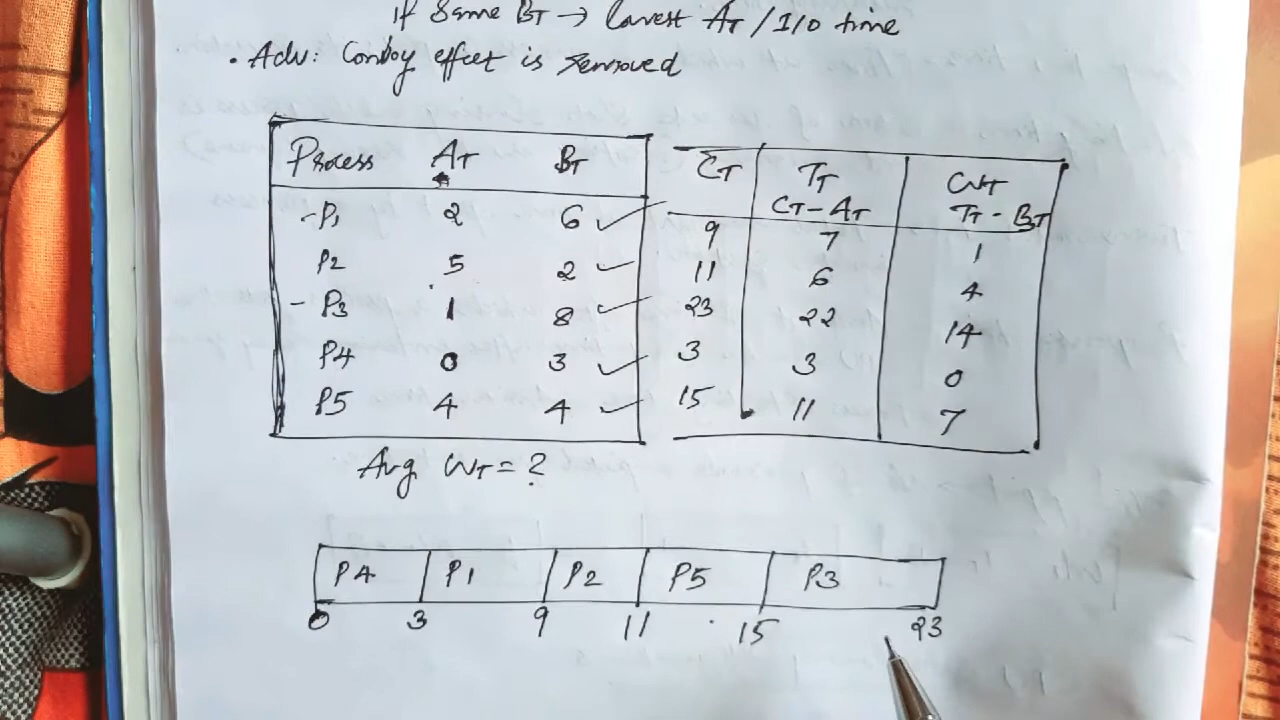 If Same BT → lowest AT / I/O time
• Adv: Convoy effect is removed
Process AT BT CT TT CT-AT WT TT-BT
-P1 2 6 ✓ 9 7 1
P2 5 2 ✓ 11 6 4
-P3 1 8 ✓ 23 22 14
P4 0 3 ✓ 3 3 0
P5 4 4 ✓ 15 11 7
Avg WT = ?
P4 P1 P2 P5 P3
0 3 9 11 15 23